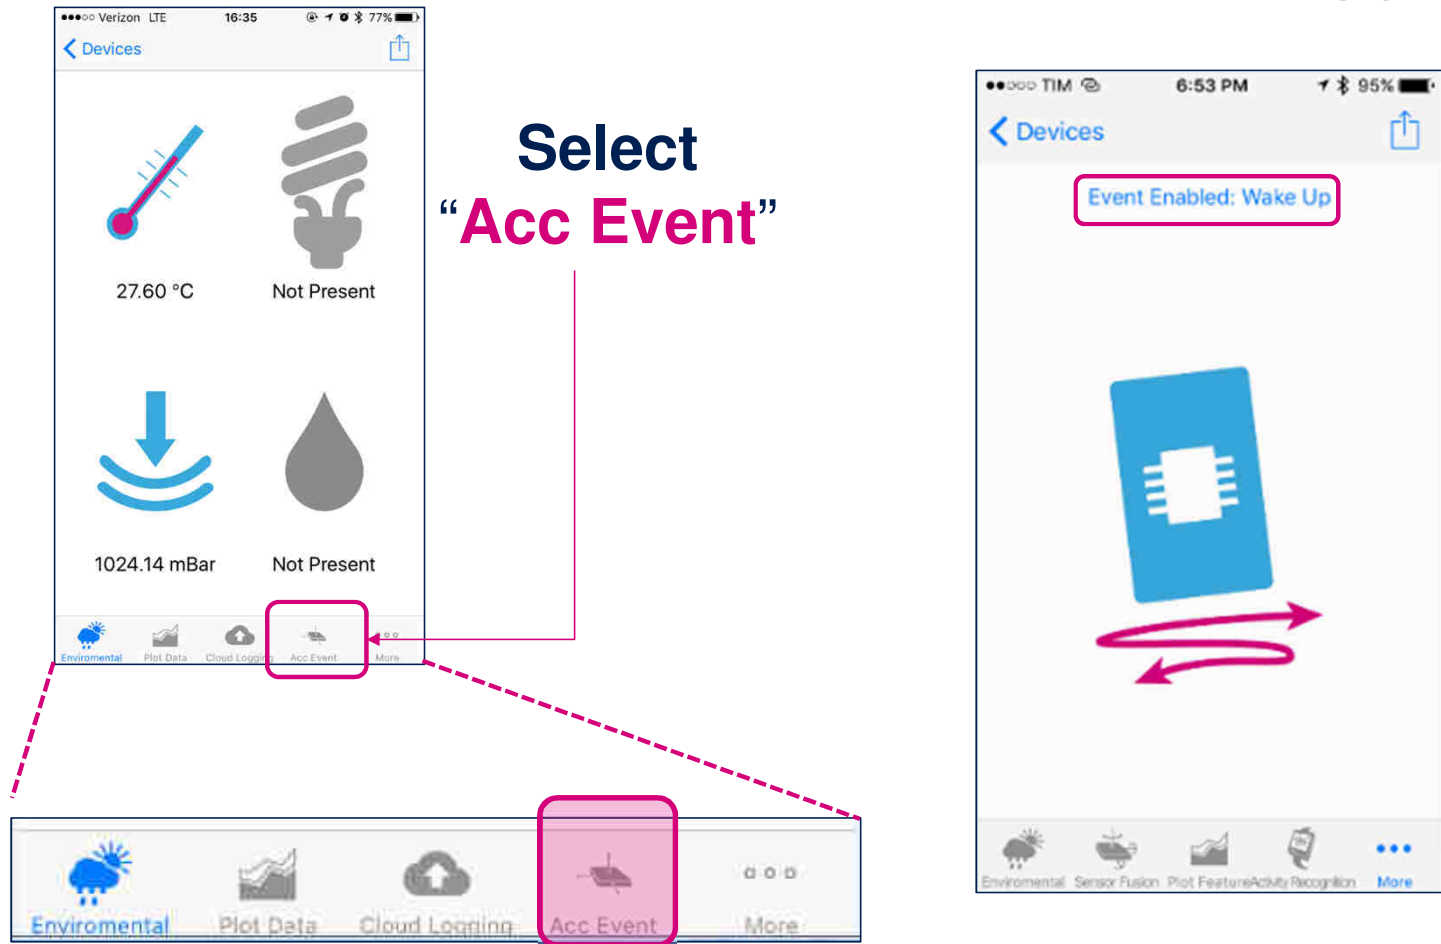 Verizon LTE 16:35 77%
Devices
27.60 °C Not Present
1024.14 mBar Not Present
Enviromental Plot Data Cloud Logging Acc Event More
Select
“Acc Event”
TIM 6:53 PM 95%
Devices
Event Enabled: Wake Up
Enviromental Sensor Fusion Plot Feature Activity Recognition More
Enviromental Plot Data Cloud Logging Acc Event More